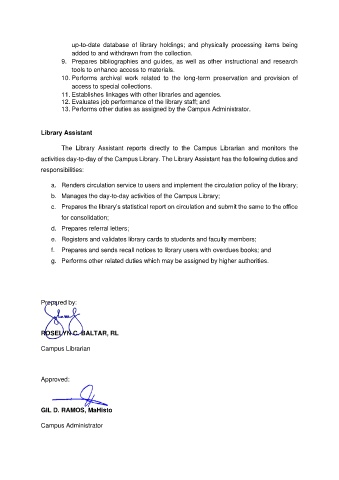 up-to-date database of library holdings; and physically processing items being
added to and withdrawn from the collection.
9. Prepares bibliographies and guides, as well as other instructional and research
tools to enhance access to materials.
10. Performs archival work related to the long-term preservation and provision of
access to special collections.
11. Establishes linkages with other libraries and agencies.
12. Evaluates job performance of the library staff; and
13. Performs other duties as assigned by the Campus Administrator.
Library Assistant
The Library Assistant reports directly to the Campus Librarian and monitors the
activities day-to-day of the Campus Library. The Library Assistant has the following duties and
responsibilities:
a. Renders circulation service to users and implement the circulation policy of the library;
b. Manages the day-to-day activities of the Campus Library;
c. Prepares the library's statistical report on circulation and submit the same to the office
for consolidation;
d. Prepares referral letters;
e. Registers and validates library cards to students and faculty members;
f. Prepares and sends recall notices to library users with overdues books; and
g. Performs other related duties which may be assigned by higher authorities.
Prepared by:
ROSELYN C. BALTAR, RL
Campus Librarian
Approved:
GIL D. RAMOS, MaHisto
Campus Administrator